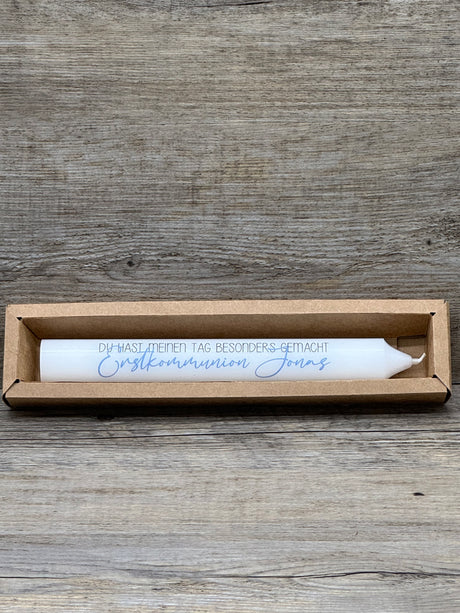 DU HAST MEINEN TAG BESONDERS GEMACHT
Erstkommunion Jonas